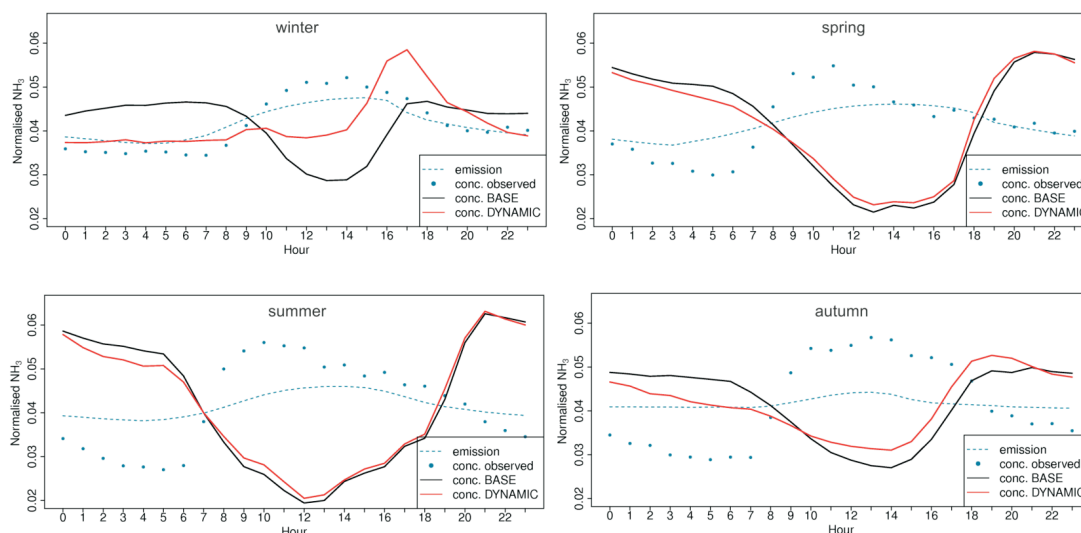 winter
Normalised NH₃
0.06
0.05
0.04
0.03
0.02
emission
conc. observed
conc. BASE
conc. DYNAMIC
0 1 2 3 4 5 6 7 8 9 10 12 14 16 18 20 22
Hour
spring
Normalised NH₃
0.06
0.05
0.04
0.03
0.02
emission
conc. observed
conc. BASE
conc. DYNAMIC
0 1 2 3 4 5 6 7 8 9 10 12 14 16 18 20 22
Hour
summer
Normalised NH₃
0.06
0.05
0.04
0.03
0.02
emission
conc. observed
conc. BASE
conc. DYNAMIC
0 1 2 3 4 5 6 7 8 9 10 12 14 16 18 20 22
Hour
autumn
Normalised NH₃
0.06
0.05
0.04
0.03
0.02
emission
conc. observed
conc. BASE
conc. DYNAMIC
0 1 2 3 4 5 6 7 8 9 10 12 14 16 18 20 22
Hour